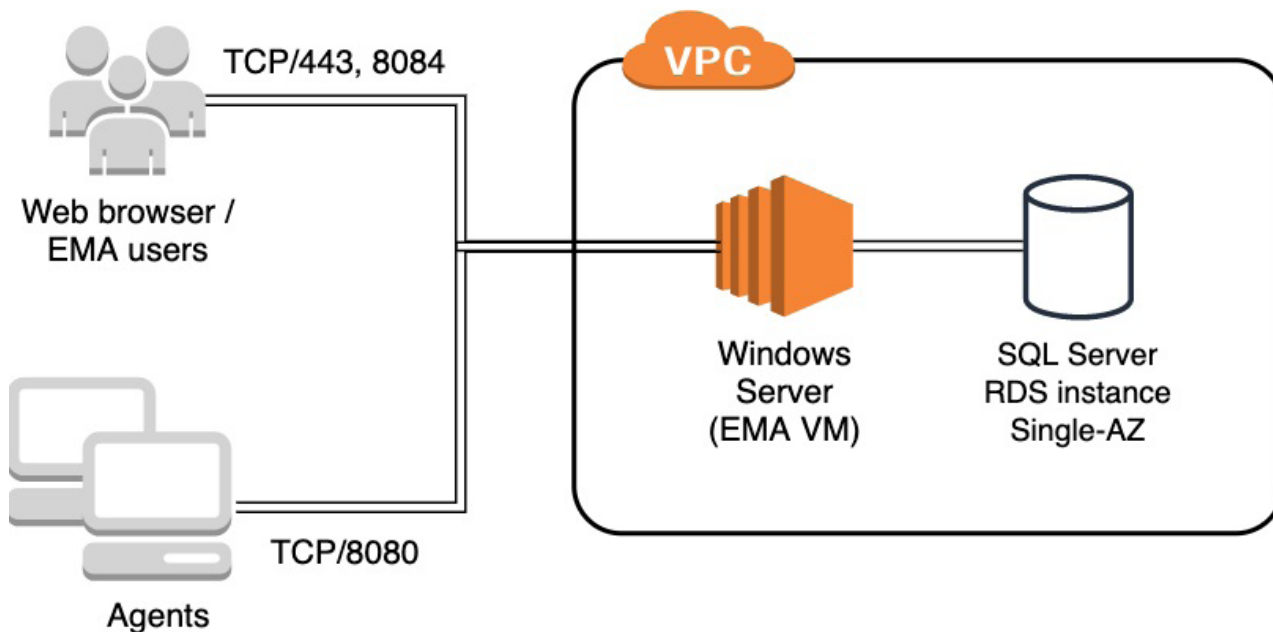 TCP/443, 8084
Web browser /
EMA users
VPC
Windows
Server
(EMA VM)
SQL Server
RDS instance
Single-AZ
TCP/8080
Agents